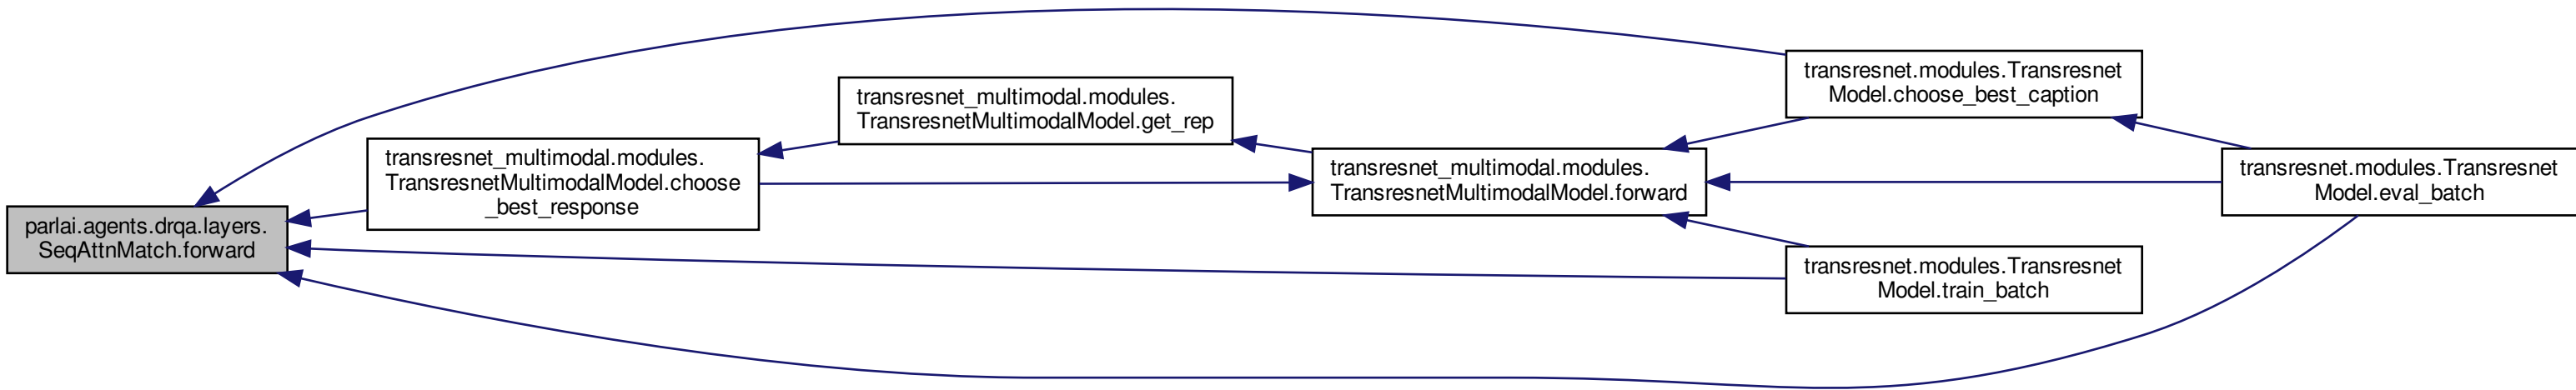 parlai.agents.drqa.layers.
SeqAttnMatch.forward
transresnet_multimodal.modules.
TransresnetMultimodalModel.choose
_best_response
transresnet_multimodal.modules.
TransresnetMultimodalModel.get_rep
transresnet_multimodal.modules.
TransresnetMultimodalModel.forward
transresnet.modules.Transresnet
Model.choose_best_caption
transresnet.modules.Transresnet
Model.eval_batch
transresnet.modules.Transresnet
Model.train_batch